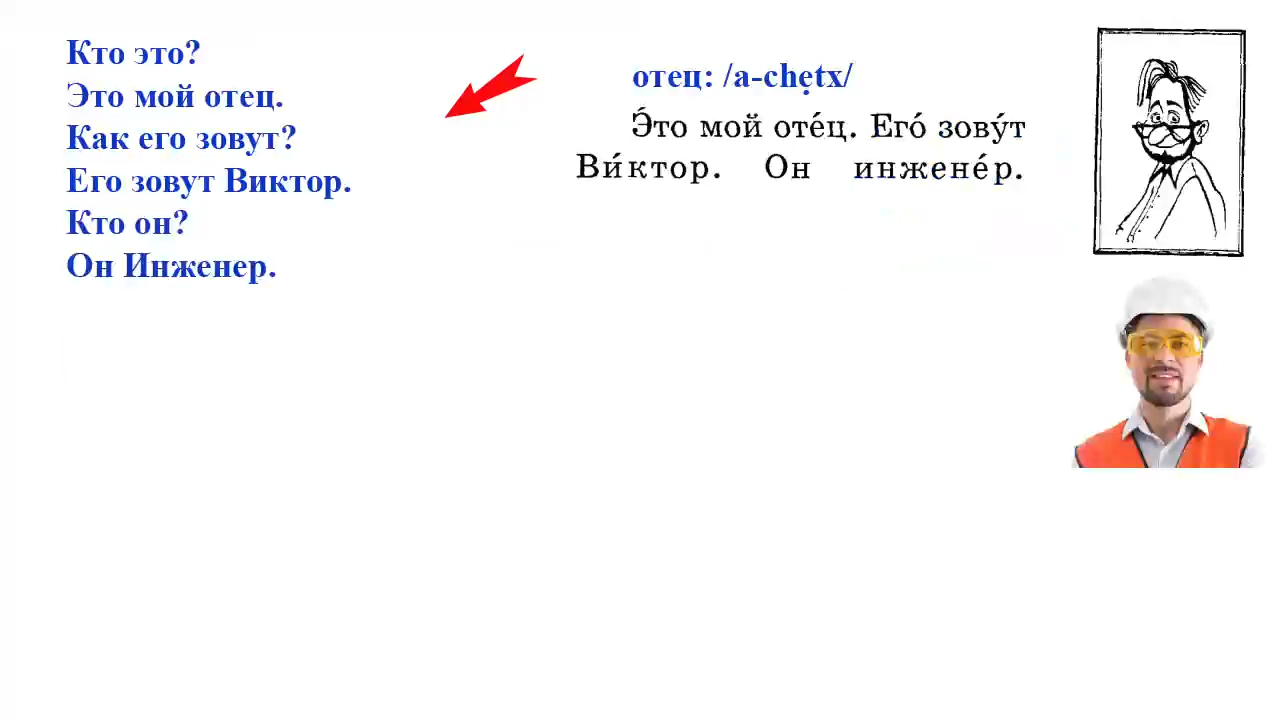 Кто это?
Это мой отец.
Как его зовут?
Его зовут Виктор.
Кто он?
Он Инженер.
отец: /a-chẹtx/
Э́то мой оте́ц. Его́ зову́т
Ви́ктор. Он инжене́р.